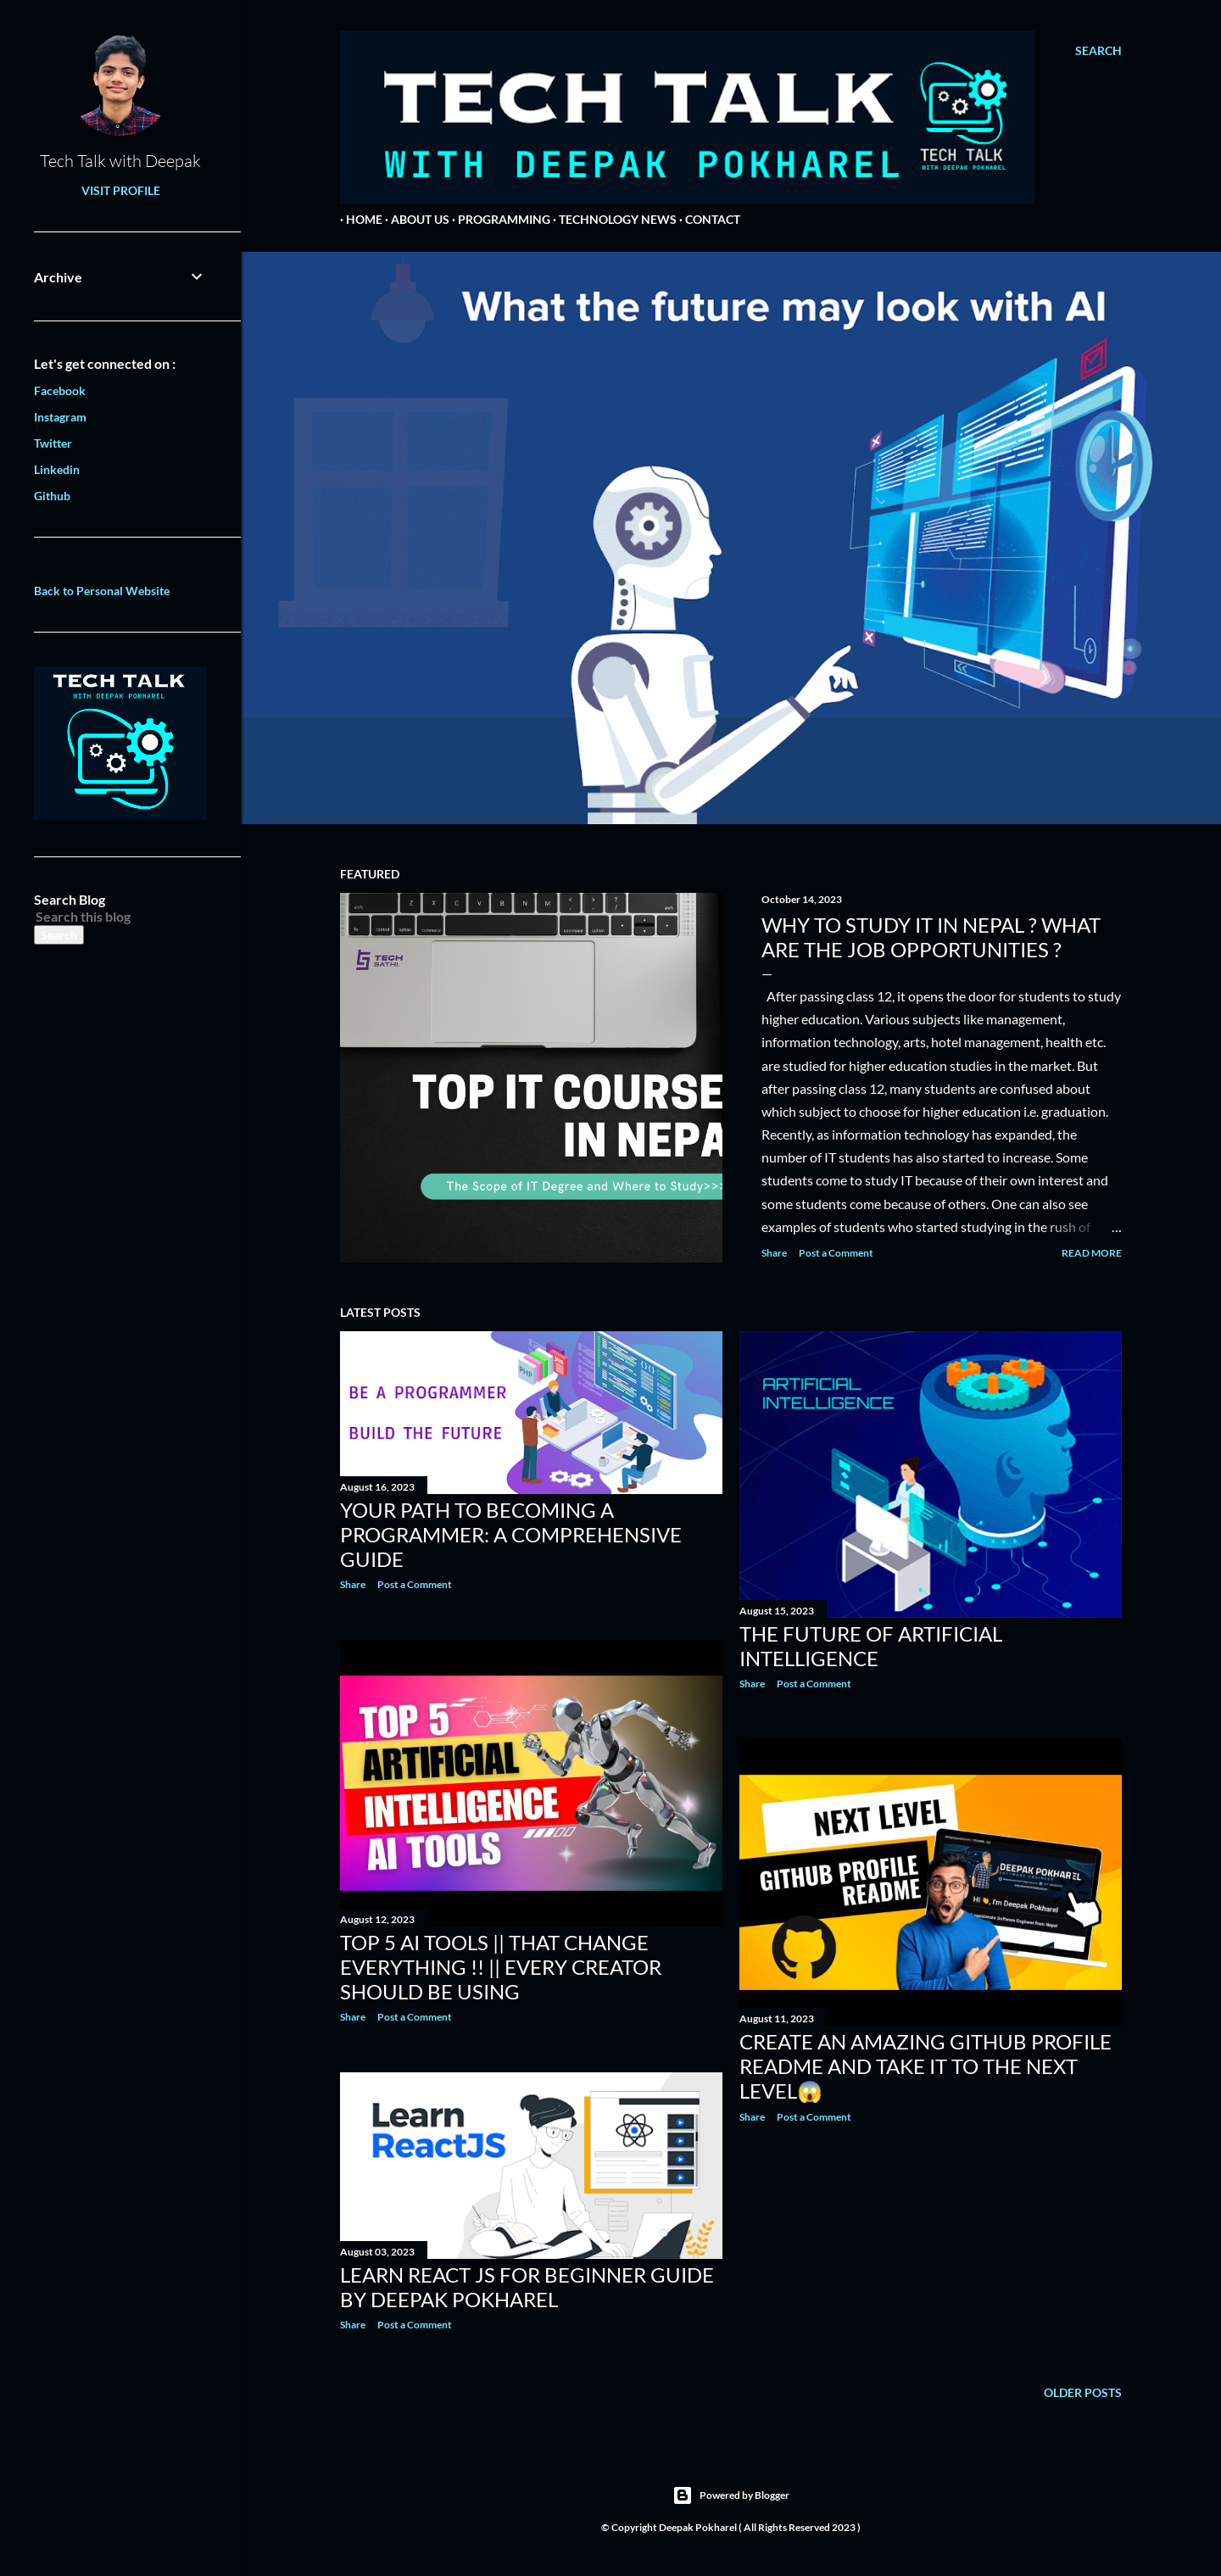 Tech Talk with Deepak
VISIT PROFILE
Archive
Let's get connected on :
Facebook
Instagram
Twitter
Linkedin
Github
Back to Personal Website
TECH TALK
WITH DEEPAK POKHAREL
Search Blog
Search this blog
Search
SEARCH
TECH TALK
WITH DEEPAK POKHAREL
TECH TALK
WITH DEEPAK POKHAREL
· HOME · ABOUT US · PROGRAMMING · TECHNOLOGY NEWS · CONTACT
What the future may look with AI
FEATURED
TECH
SATHI.
TOP IT COURSE
IN NEPA
The Scope of IT Degree and Where to Study>>>
October 14, 2023
WHY TO STUDY IT IN NEPAL ? WHAT
ARE THE JOB OPPORTUNITIES ?
After passing class 12, it opens the door for students to study
higher education. Various subjects like management,
information technology, arts, hotel management, health etc.
are studied for higher education studies in the market. But
after passing class 12, many students are confused about
which subject to choose for higher education i.e. graduation.
Recently, as information technology has expanded, the
number of IT students has also started to increase. Some
students come to study IT because of their own interest and
some students come because of others. One can also see
examples of students who started studying in the rush of …
Share Post a Comment READ MORE
LATEST POSTS
BE A PROGRAMMER
BUILD THE FUTURE
PHP
August 16, 2023
YOUR PATH TO BECOMING A
PROGRAMMER: A COMPREHENSIVE
GUIDE
Share Post a Comment
ARTIFICIAL
INTELLIGENCE
August 15, 2023
THE FUTURE OF ARTIFICIAL
INTELLIGENCE
Share Post a Comment
TOP 5
ARTIFICIAL
INTELLIGENCE
AI TOOLS
August 12, 2023
TOP 5 AI TOOLS || THAT CHANGE
EVERYTHING !! || EVERY CREATOR
SHOULD BE USING
Share Post a Comment
NEXT LEVEL
GITHUB PROFILE
README
DEEPAK POKHAREL
SOFTWARE ENGINEER
Hi 👋, I'm Deepak Pokharel
August 11, 2023
CREATE AN AMAZING GITHUB PROFILE
README AND TAKE IT TO THE NEXT
LEVEL😱
Share Post a Comment
Learn
ReactJS
August 03, 2023
LEARN REACT JS FOR BEGINNER GUIDE
BY DEEPAK POKHAREL
Share Post a Comment
OLDER POSTS
Powered by Blogger
© Copyright Deepak Pokharel ( All Rights Reserved 2023 )